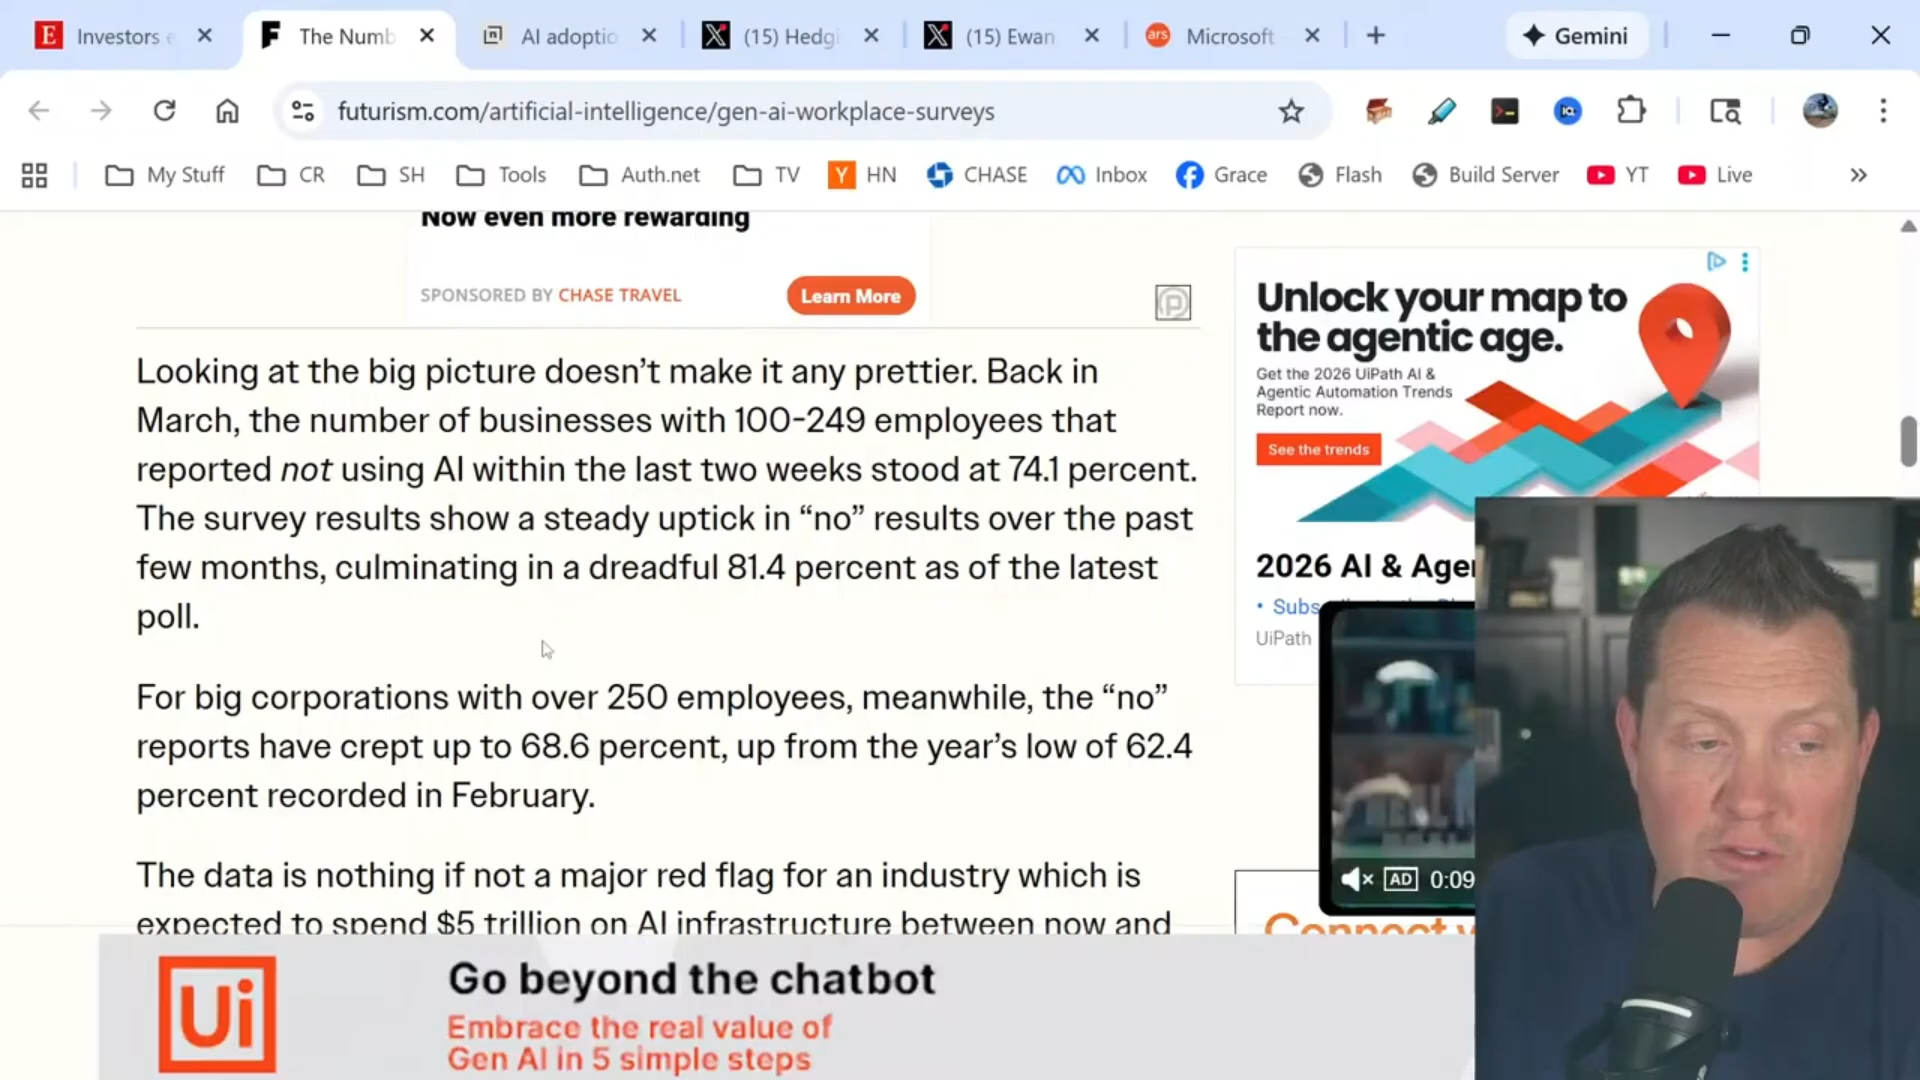 Investors
The Numb
AI adoptio
(15) Hedgi
(15) Ewan
ars
Microsoft
Gemini
futurism.com/artificial-intelligence/gen-ai-workplace-surveys
My Stuff
CR
SH
Tools
Auth.net
TV
HN
CHASE
Inbox
Grace
Flash
Build Server
YT
Live
Now even more rewarding
SPONSORED BY CHASE TRAVEL
Learn More
Looking at the big picture doesn’t make it any prettier. Back in
March, the number of businesses with 100-249 employees that
reported not using AI within the last two weeks stood at 74.1 percent.
The survey results show a steady uptick in “no” results over the past
few months, culminating in a dreadful 81.4 percent as of the latest
poll.
For big corporations with over 250 employees, meanwhile, the “no”
reports have crept up to 68.6 percent, up from the year’s low of 62.4
percent recorded in February.
The data is nothing if not a major red flag for an industry which is
expected to spend $5 trillion on AI infrastructure between now and
Unlock your map to
the agentic age.
Get the 2026 UiPath AI &
Agentic Automation Trends
Report now.
See the trends
2026 AI & Age
• Subs
UiPath
AD 0:09
Connect
Ui
Go beyond the chatbot
Embrace the real value of
Gen AI in 5 simple steps